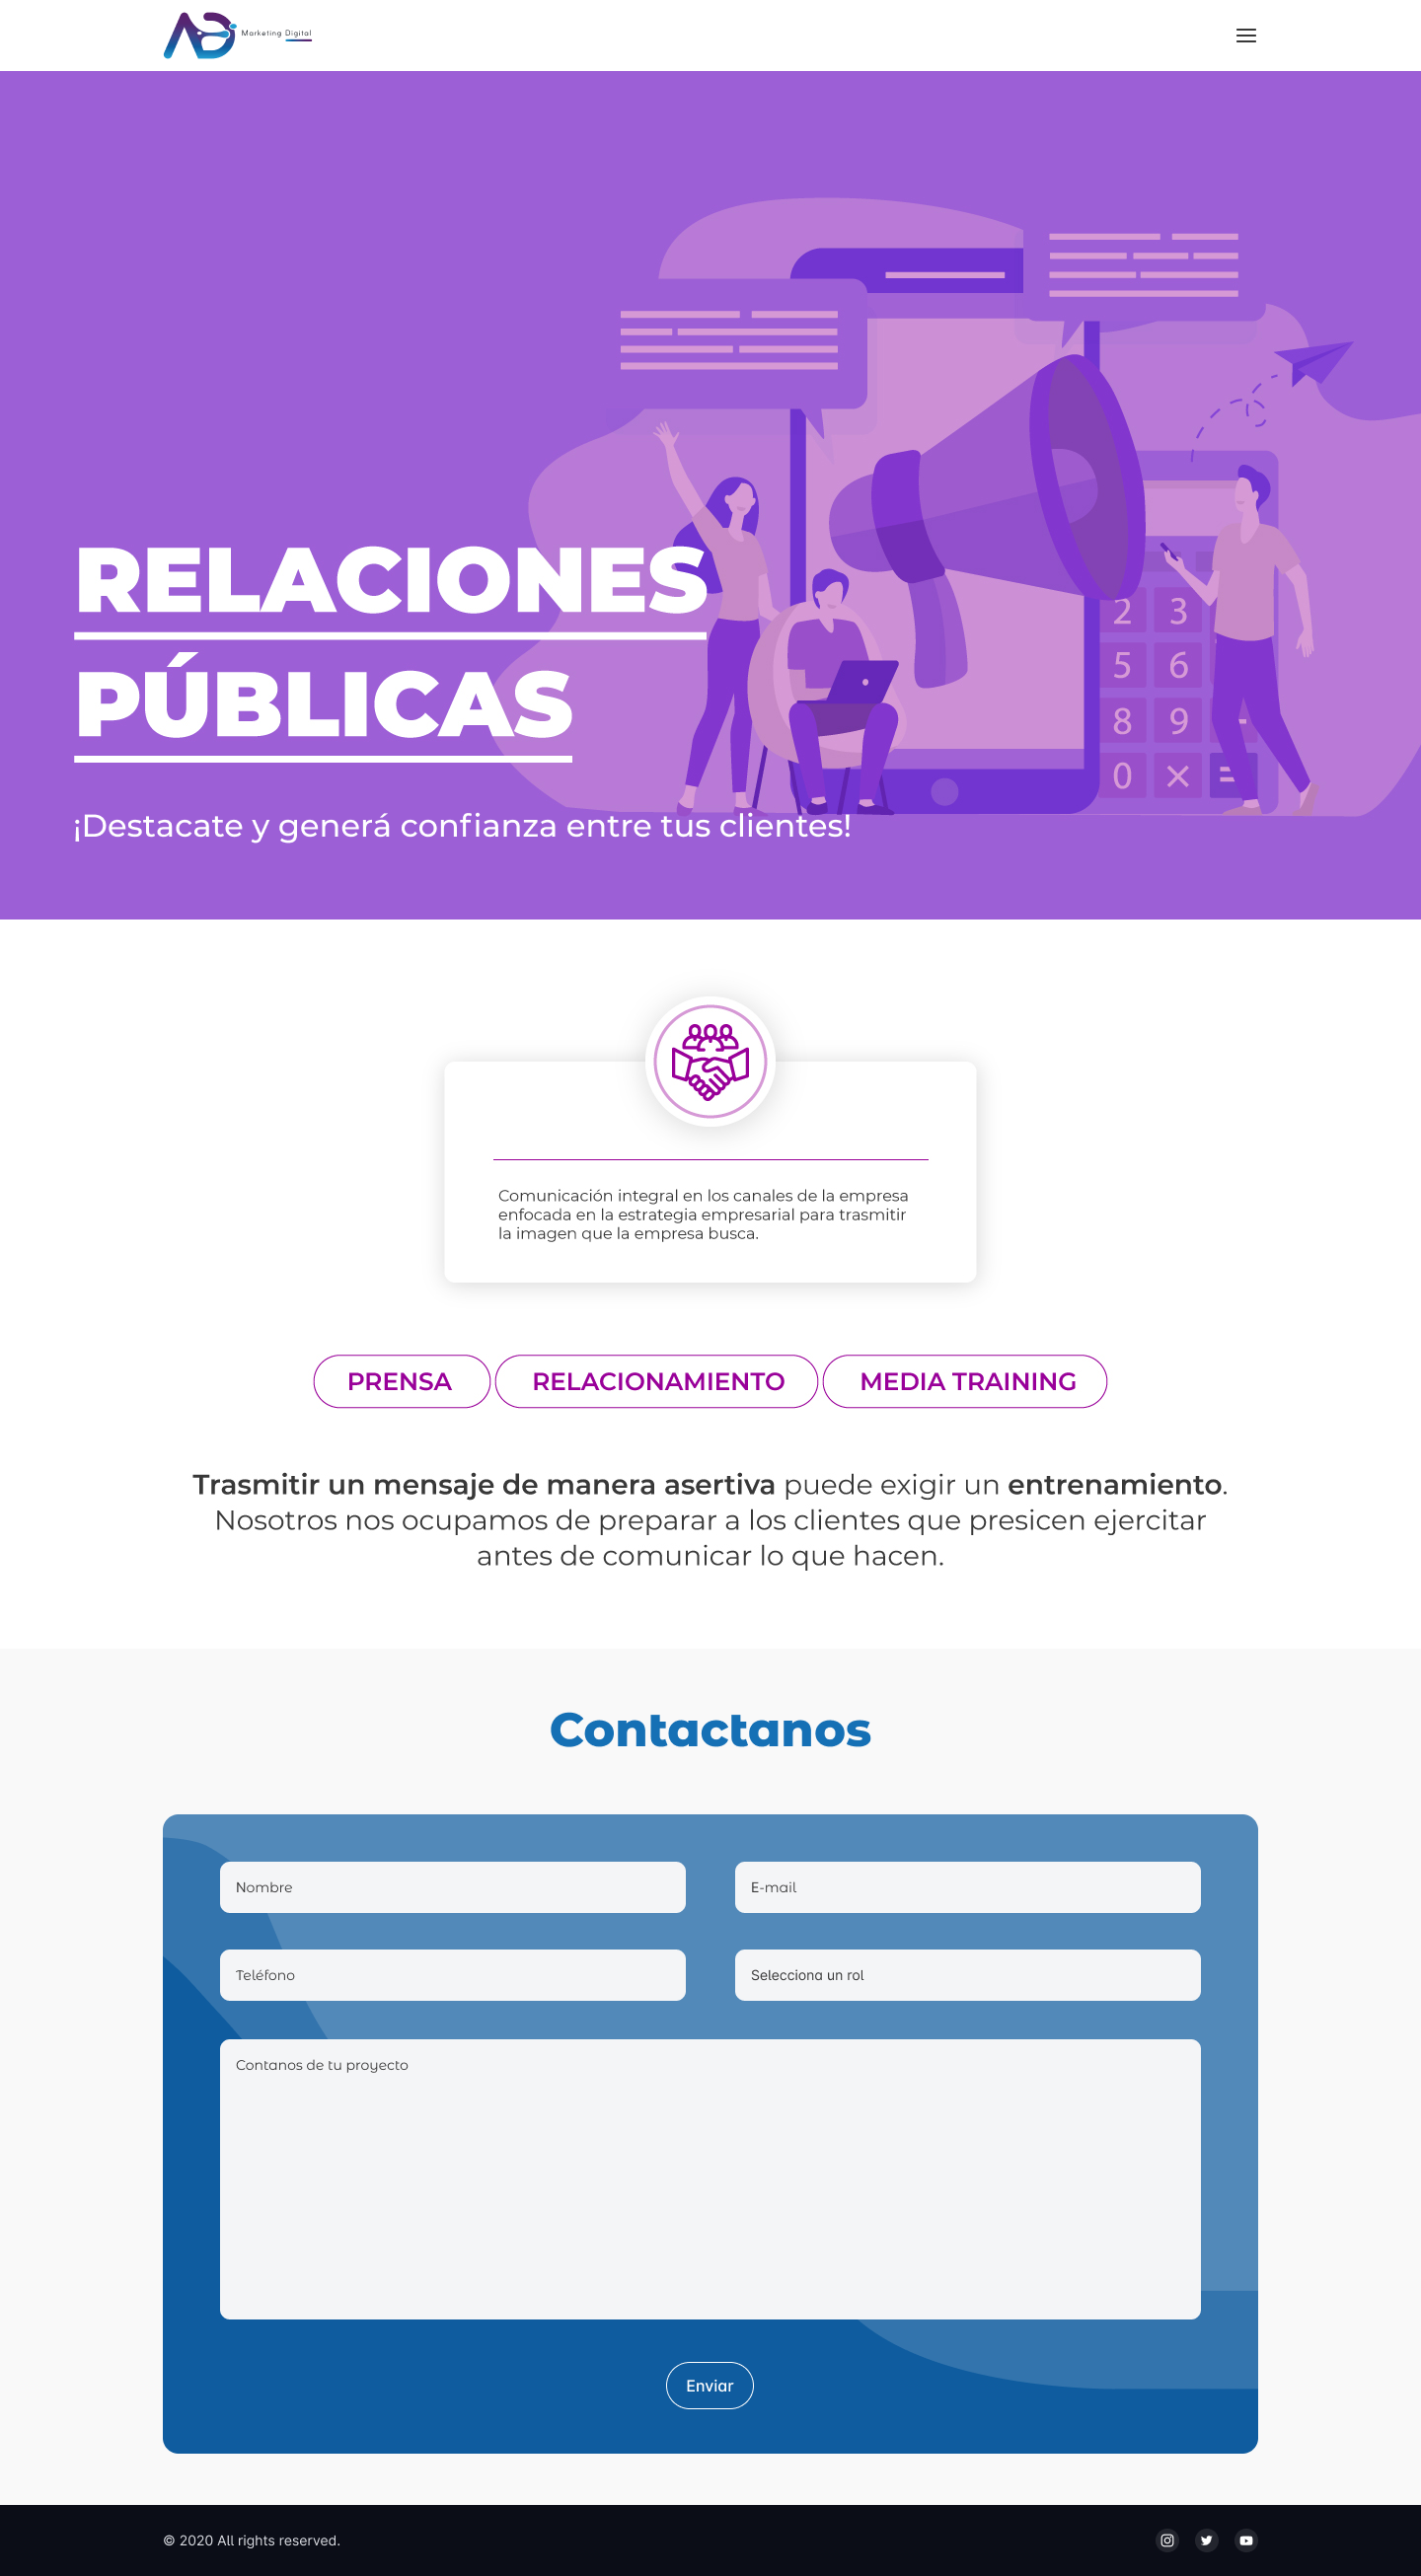 Marketing Digital
RELACIONES
PÚBLICAS
¡Destacate y generá confianza entre tus clientes!
2 3
5 6
8 9
0 × =
Comunicación integral en los canales de la empresa
enfocada en la estrategia empresarial para trasmitir
la imagen que la empresa busca.
PRENSA RELACIONAMIENTO MEDIA TRAINING
Trasmitir un mensaje de manera asertiva puede exigir un entrenamiento.
Nosotros nos ocupamos de preparar a los clientes que presicen ejercitar
antes de comunicar lo que hacen.
Contactanos
Nombre E-mail
Teléfono Selecciona un rol
Contanos de tu proyecto
Enviar
© 2020 All rights reserved.